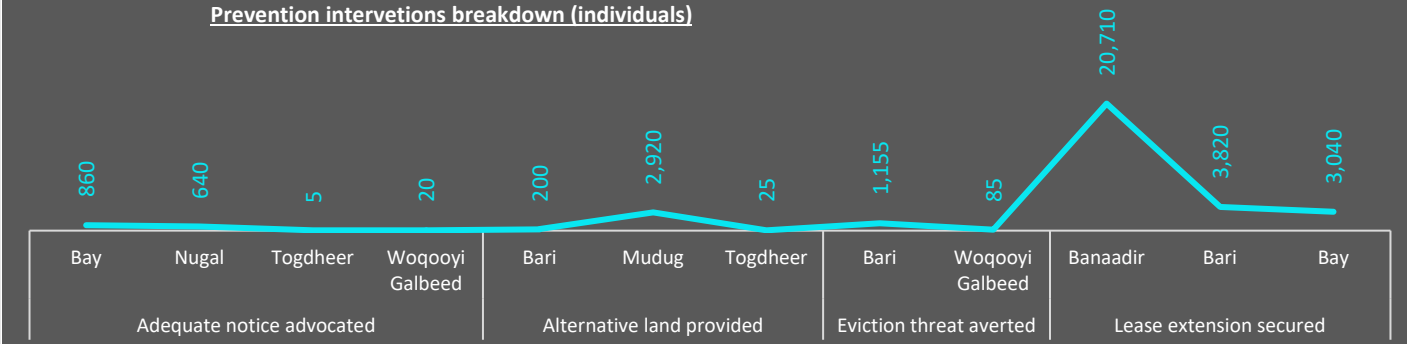 Prevention intervetions breakdown (individuals)
860
640
5
20
200
2,920
25
1,155
85
20,710
3,820
3,040
Bay
Nugal
Togdheer
Woqooyi
Galbeed
Bari
Mudug
Togdheer
Bari
Woqooyi
Galbeed
Banaadir
Bari
Bay
Adequate notice advocated
Alternative land provided
Eviction threat averted
Lease extension secured